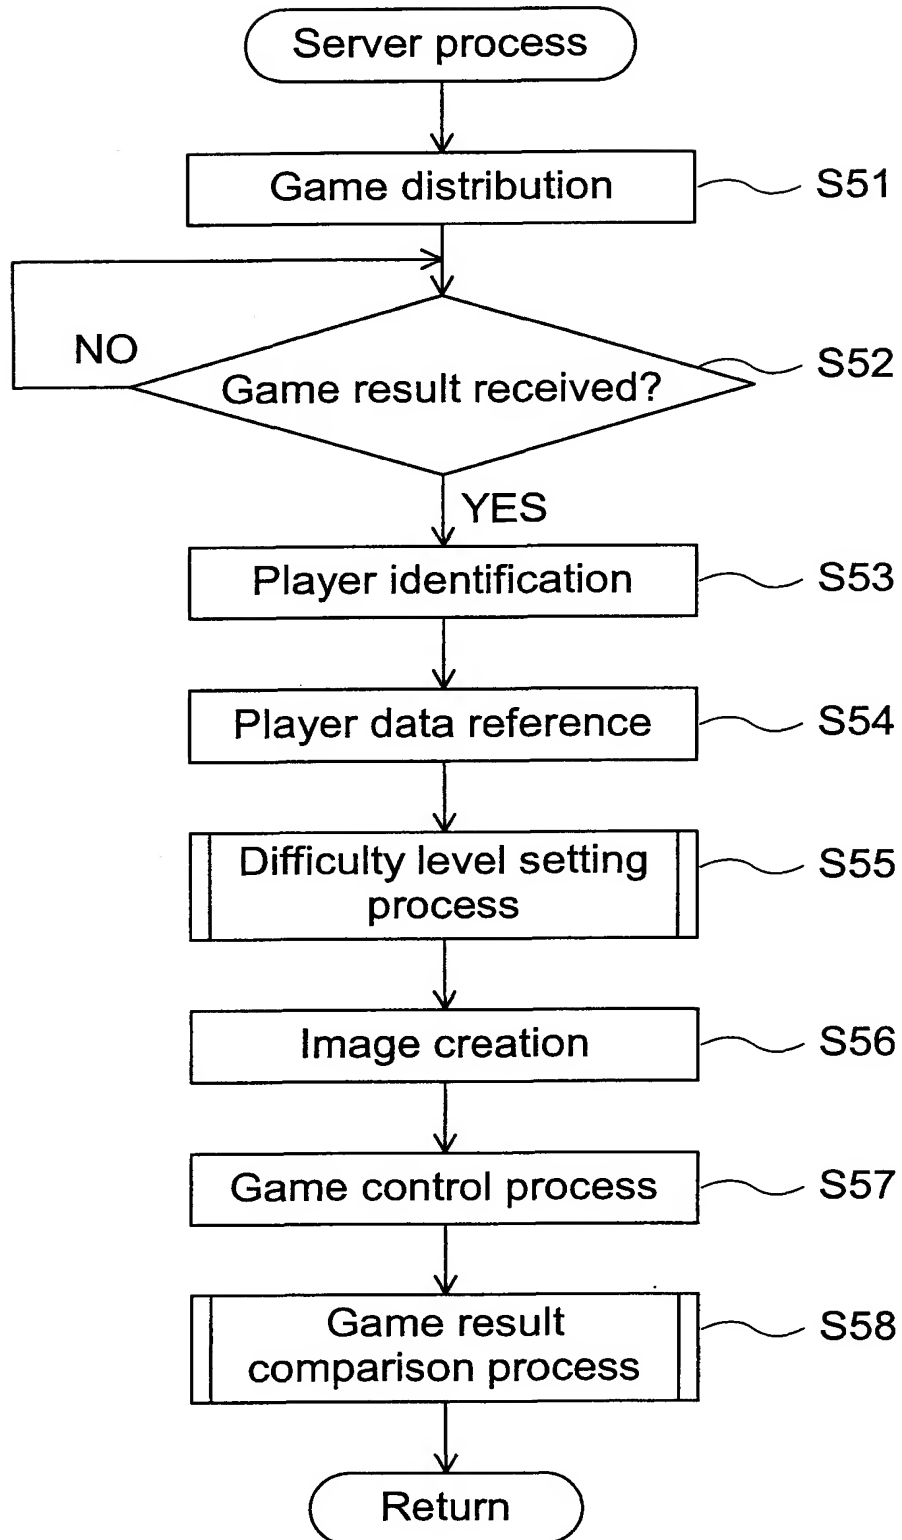 Server process
Game distribution
S51
NO
Game result received?
S52
YES
Player identification
S53
Player data reference
S54
Difficulty level setting
process
S55
Image creation
S56
Game control process
S57
Game result
comparison process
S58
Return